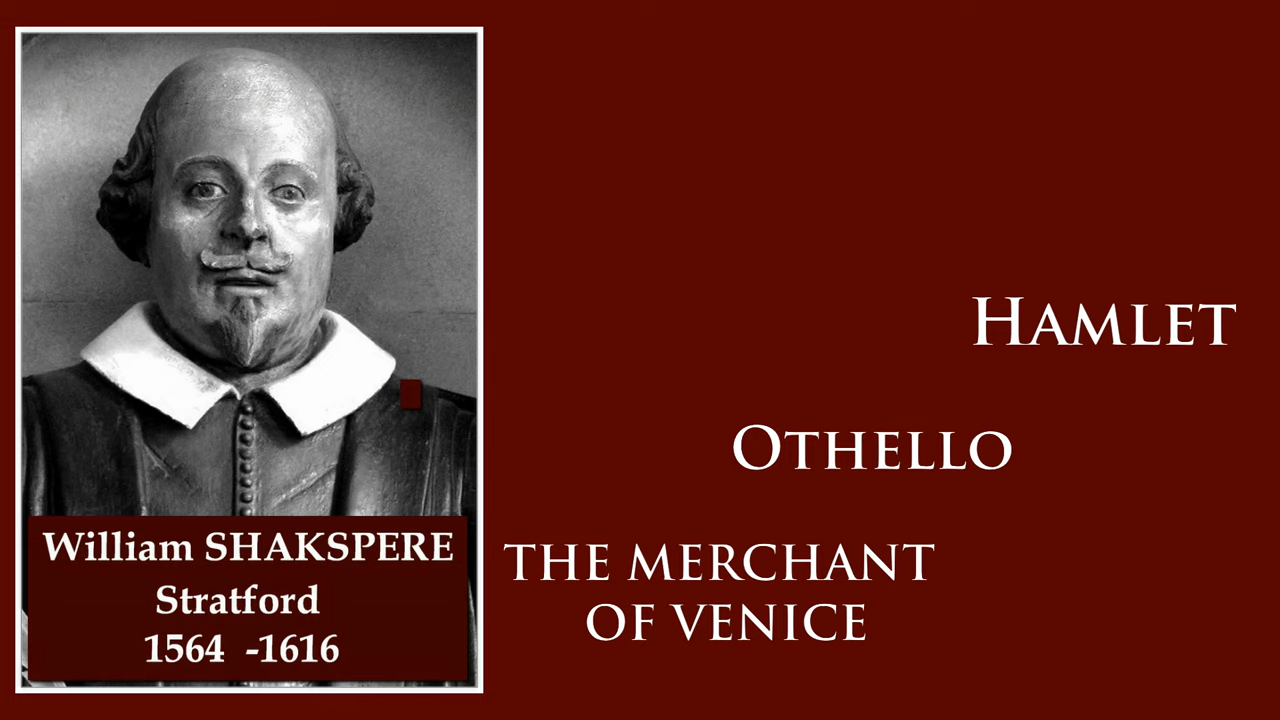 William SHAKSPERE
Stratford
1564 -1616
HAMLET
OTHELLO
THE MERCHANT
OF VENICE